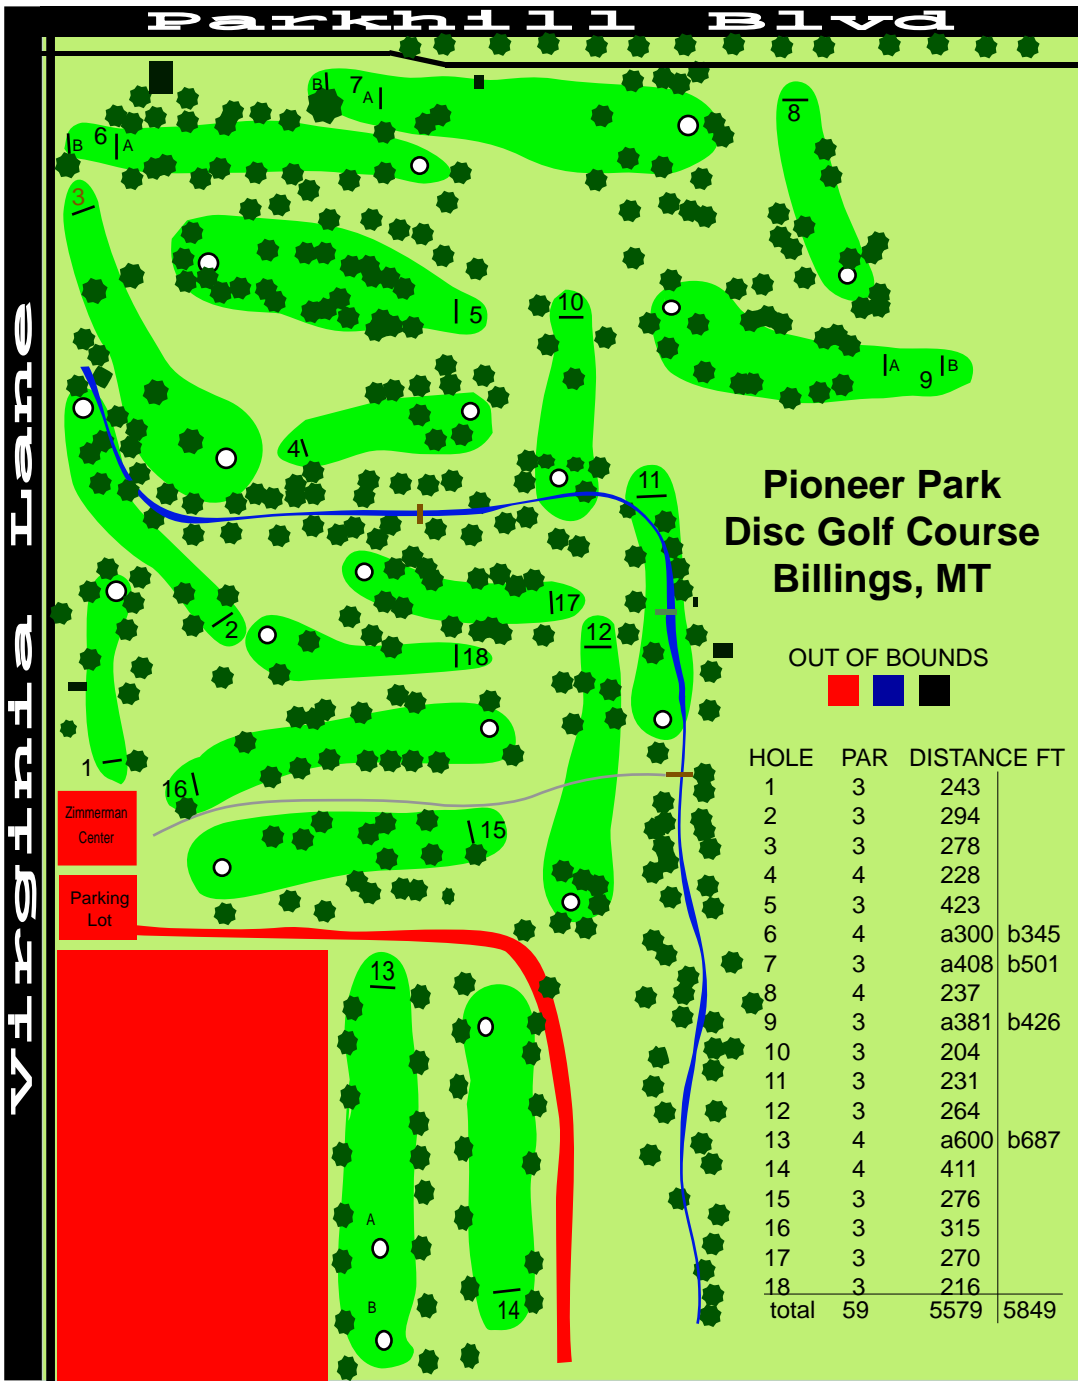 Parkhill Blvd
Virginia Lane
B 7 A
8
B 6 A
3
5
10
A 9 B
4
11
Pioneer Park
Disc Golf Course
Billings, MT
17
2
12
18
OUT OF BOUNDS
1
16
15
Zimmerman
Center
Parking
Lot
13
A
B
14
HOLE PAR DISTANCE FT
1 3 243
2 3 294
3 3 278
4 4 228
5 3 423
6 4 a300 b345
7 3 a408 b501
8 4 237
9 3 a381 b426
10 3 204
11 3 231
12 3 264
13 4 a600 b687
14 4 411
15 3 276
16 3 315
17 3 270
18 3 216
total 59 5579 5849